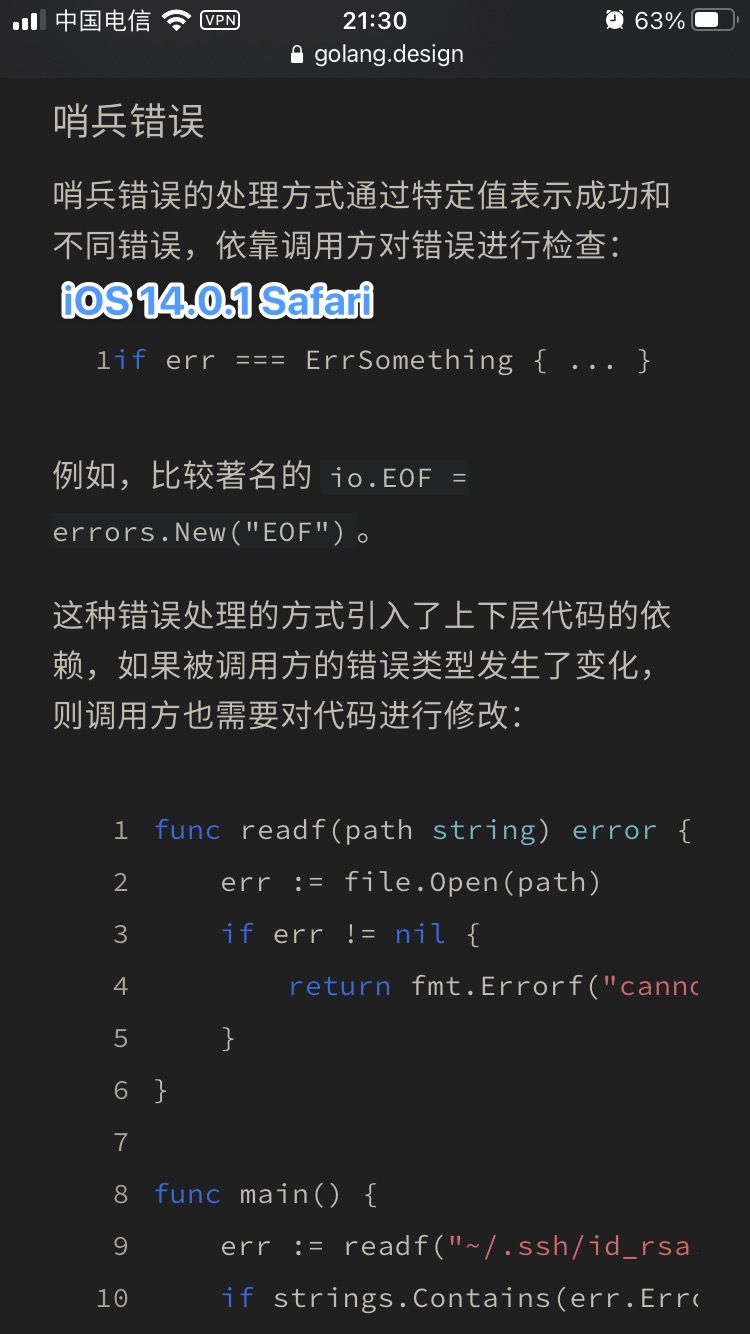 中国电信 VPN 21:30 63%
golang.design
哨兵错误
哨兵错误的处理方式通过特定值表示成功和
不同错误，依靠调用方对错误进行检查：
iOS 14.0.1 Safari
1if err === ErrSomething { ... }
例如，比较著名的 io.EOF =
errors.New("EOF")。
这种错误处理的方式引入了上下层代码的依
赖，如果被调用方的错误类型发生了变化，
则调用方也需要对代码进行修改：
1 func readf(path string) error {
2     err := file.Open(path)
3     if err != nil {
4         return fmt.Errorf("canno
5     }
6 }
7
8 func main() {
9     err := readf("~/.ssh/id_rsa
10     if strings.Contains(err.Erro